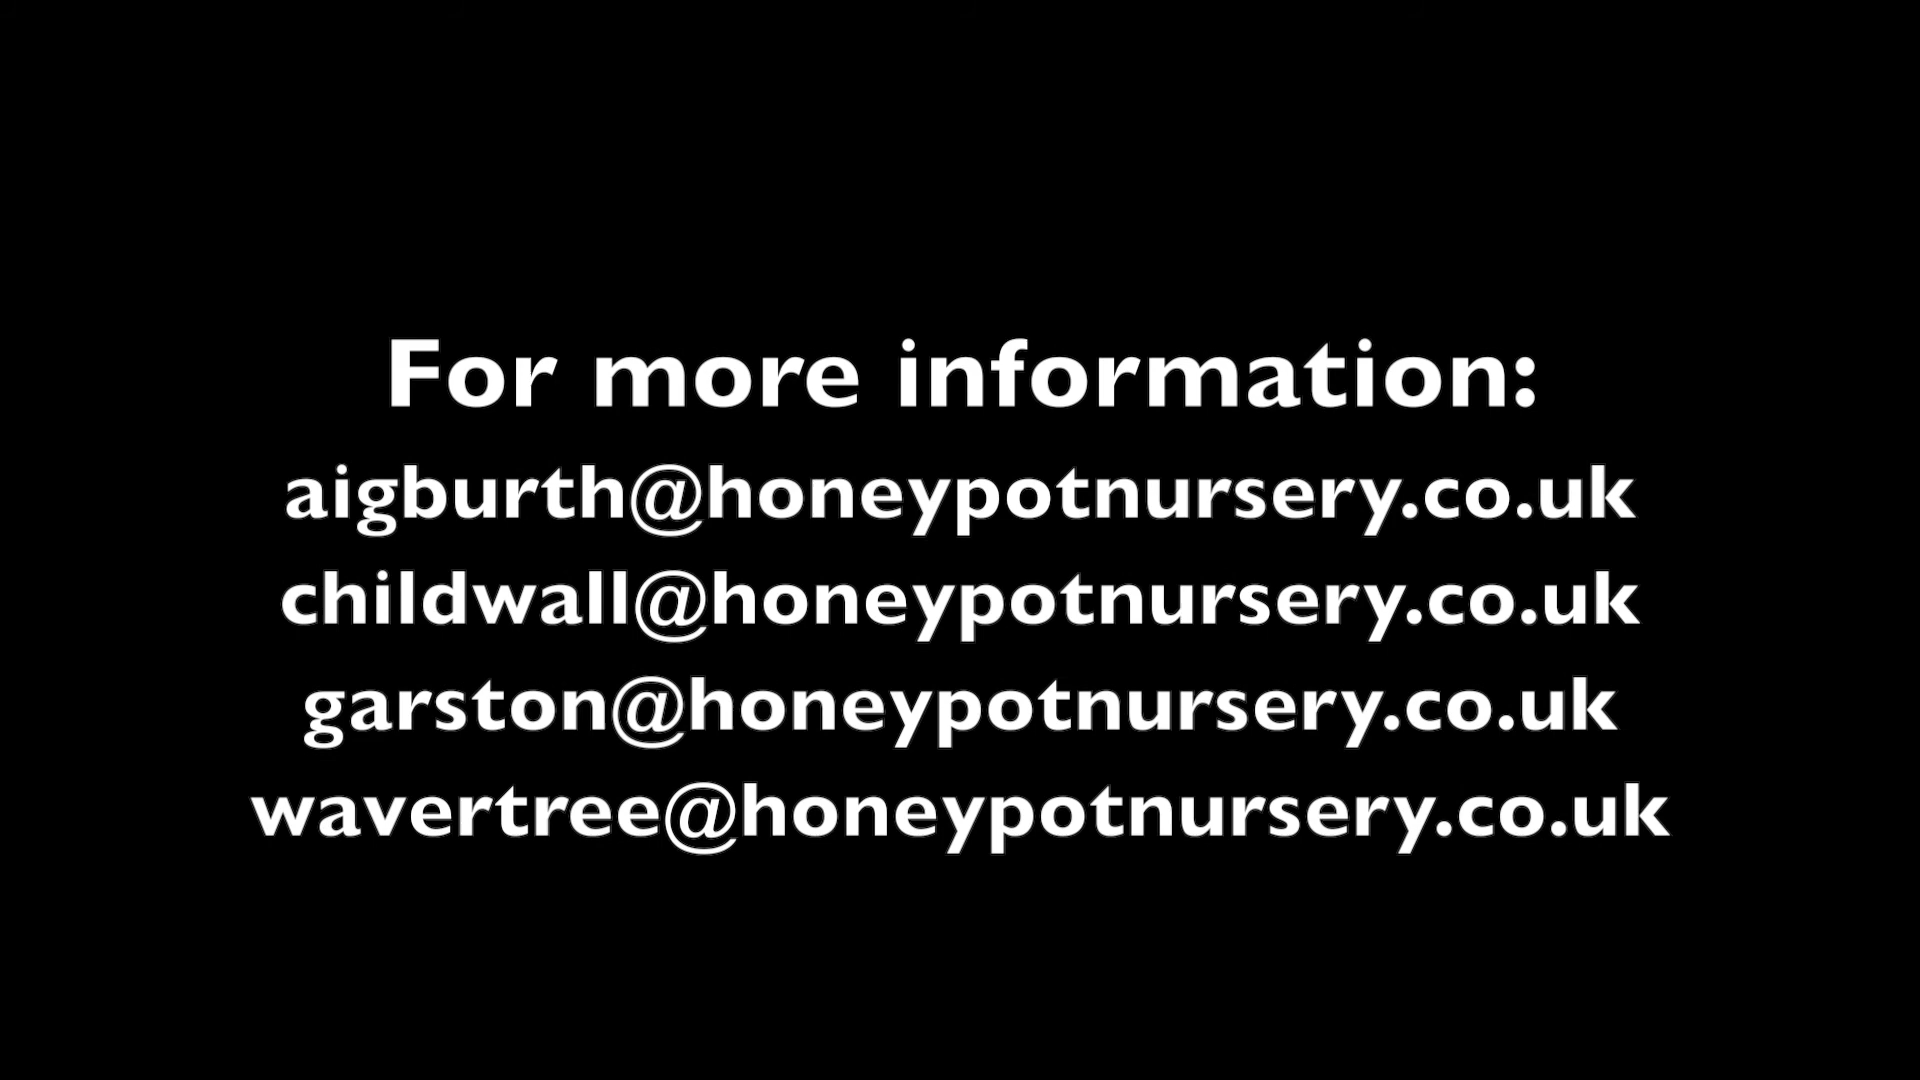 For more information:
aigburth@honeypotnursery.co.uk
childwall@honeypotnursery.co.uk
garston@honeypotnursery.co.uk
wavertree@honeypotnursery.co.uk